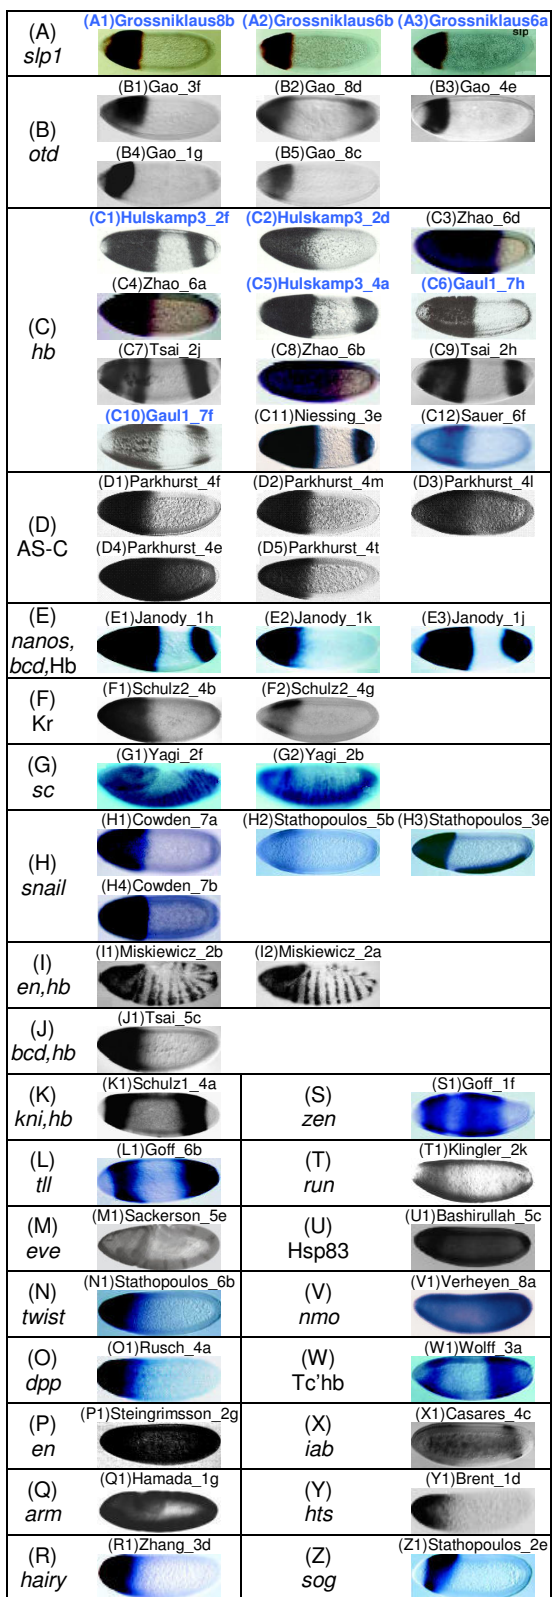 (A)
slp1
(A1)Grossniklaus8b (A2)Grossniklaus6b (A3)Grossniklaus6a
slp
(B)
otd
(B1)Gao_3f (B2)Gao_8d (B3)Gao_4e
(B4)Gao_1g (B5)Gao_8c
(C)
hb
(C1)Hulskamp3_2f (C2)Hulskamp3_2d (C3)Zhao_6d
(C4)Zhao_6a (C5)Hulskamp3_4a (C6)Gaul1_7h
(C7)Tsai_2j (C8)Zhao_6b (C9)Tsai_2h
(C10)Gaul1_7f (C11)Niessing_3e (C12)Sauer_6f
(D)
AS-C
(D1)Parkhurst_4f (D2)Parkhurst_4m (D3)Parkhurst_4l
(D4)Parkhurst_4e (D5)Parkhurst_4t
(E)
nanos,
bcd,Hb
(E1)Janody_1h (E2)Janody_1k (E3)Janody_1j
(F)
Kr
(F1)Schulz2_4b (F2)Schulz2_4g
(G)
sc
(G1)Yagi_2f (G2)Yagi_2b
(H)
snail
(H1)Cowden_7a (H2)Stathopoulos_5b (H3)Stathopoulos_3e
(H4)Cowden_7b
(I)
en,hb
(I1)Miskiewicz_2b (I2)Miskiewicz_2a
(J)
bcd,hb
(J1)Tsai_5c
(K)
kni,hb
(K1)Schulz1_4a
(S)
zen
(S1)Goff_1f
(L)
tll
(L1)Goff_6b
(T)
run
(T1)Klingler_2k
(M)
eve
(M1)Sackerson_5e
(U)
Hsp83
(U1)Bashirullah_5c
(N)
twist
(N1)Stathopoulos_6b
(V)
nmo
(V1)Verheyen_8a
(O)
dpp
(O1)Rusch_4a
(W)
Tc'hb
(W1)Wolff_3a
(P)
en
(P1)Steingrimsson_2g
(X)
iab
(X1)Casares_4c
(Q)
arm
(Q1)Hamada_1g
(Y)
hts
(Y1)Brent_1d
(R)
hairy
(R1)Zhang_3d
(Z)
sog
(Z1)Stathopoulos_2e